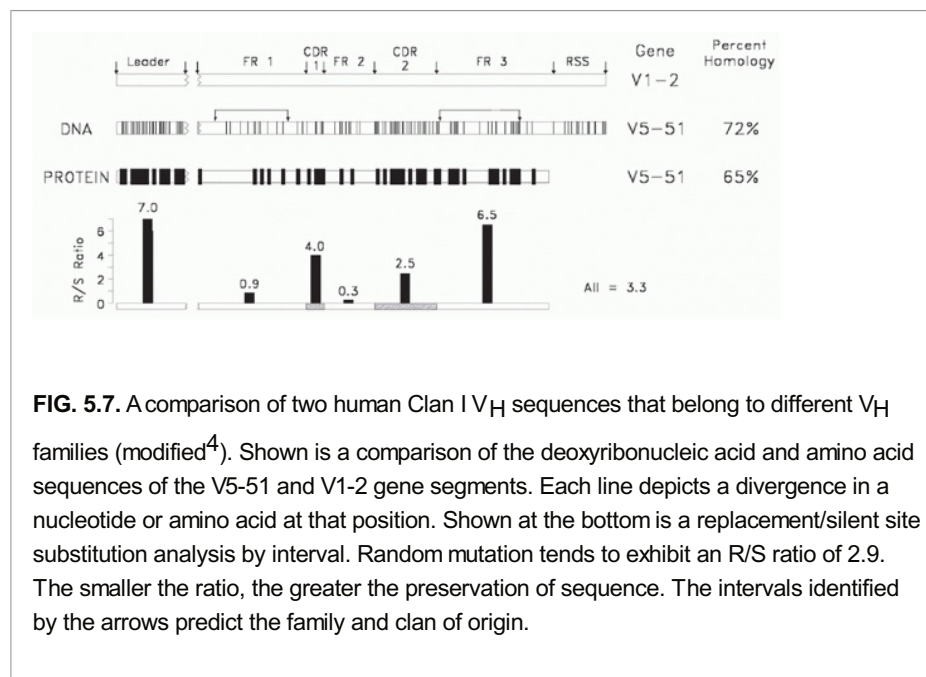 Leader FR 1 CDR 1 FR 2 CDR 2 FR 3 RSS Gene V1-2 Percent Homology
DNA V5-51 72%
PROTEIN V5-51 65%
R/S Ratio
6
4
2
0
7.0 0.9 4.0 0.3 2.5 6.5
All = 3.3
FIG. 5.7. A comparison of two human Clan I VH sequences that belong to different VH
families (modified4). Shown is a comparison of the deoxyribonucleic acid and amino acid
sequences of the V5-51 and V1-2 gene segments. Each line depicts a divergence in a
nucleotide or amino acid at that position. Shown at the bottom is a replacement/silent site
substitution analysis by interval. Random mutation tends to exhibit an R/S ratio of 2.9.
The smaller the ratio, the greater the preservation of sequence. The intervals identified
by the arrows predict the family and clan of origin.